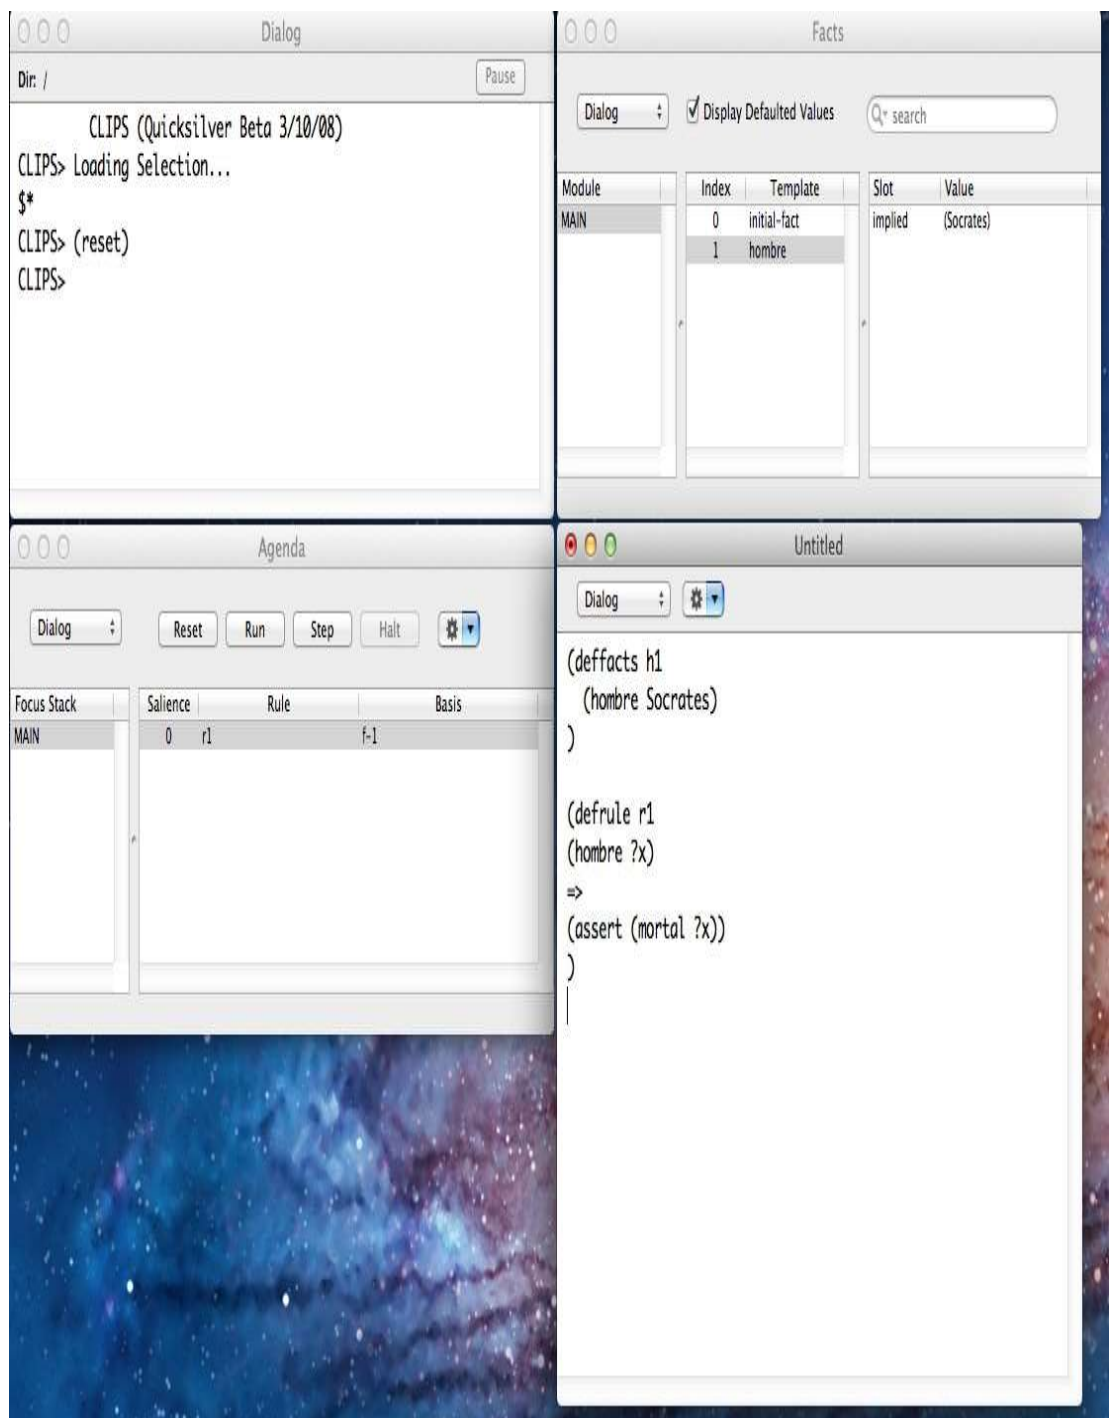 Dialog
Dir: /
Pause
CLIPS (Quicksilver Beta 3/10/08)
CLIPS> Loading Selection...
$*
CLIPS> (reset)
CLIPS>
Facts
Dialog
Display Defaulted Values
search
Module
Index Template
Slot Value
MAIN
0 initial-fact
implied (Socrates)
1 hombre
Agenda
Dialog
Reset Run Step Halt
Focus Stack
Salience Rule Basis
MAIN
0 r1 f-1
Untitled
Dialog
(deffacts h1
(hombre Socrates)
)
(defrule r1
(hombre ?x)
=>
(assert (mortal ?x))
)